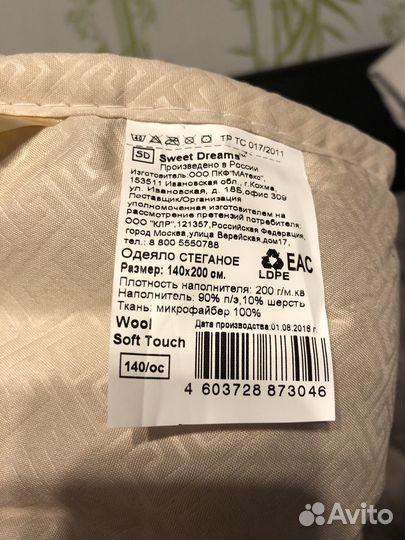 ТР ТС 017/2011
SD Sweet Dreams™
Произведено в России
Изготовитель:ООО ПКФ"МАтекс"
153511 Ивановская обл., г.Кохма,
ул. Ивановская, д. 18Б,офис 309
Поставщик/Организация
уполномоченная изготовителем на
рассмотрение претензий потребителя:
ООО "КЛР",121357,Российская Федерация,
город Москва,улица Верейская,дом17,
тел.: 8 800 5550788
Одеяло СТЕГАНОЕ
Размер: 140х200 см.
LDPE
EAC
Плотность наполнителя: 200 г/м.кв
Наполнитель: 90% п/э,10% шерсть
Ткань: микрофайбер 100%
Wool
Soft Touch
Дата производства:01.08.2018 г.
140/ос
4 603728 873046
Avito